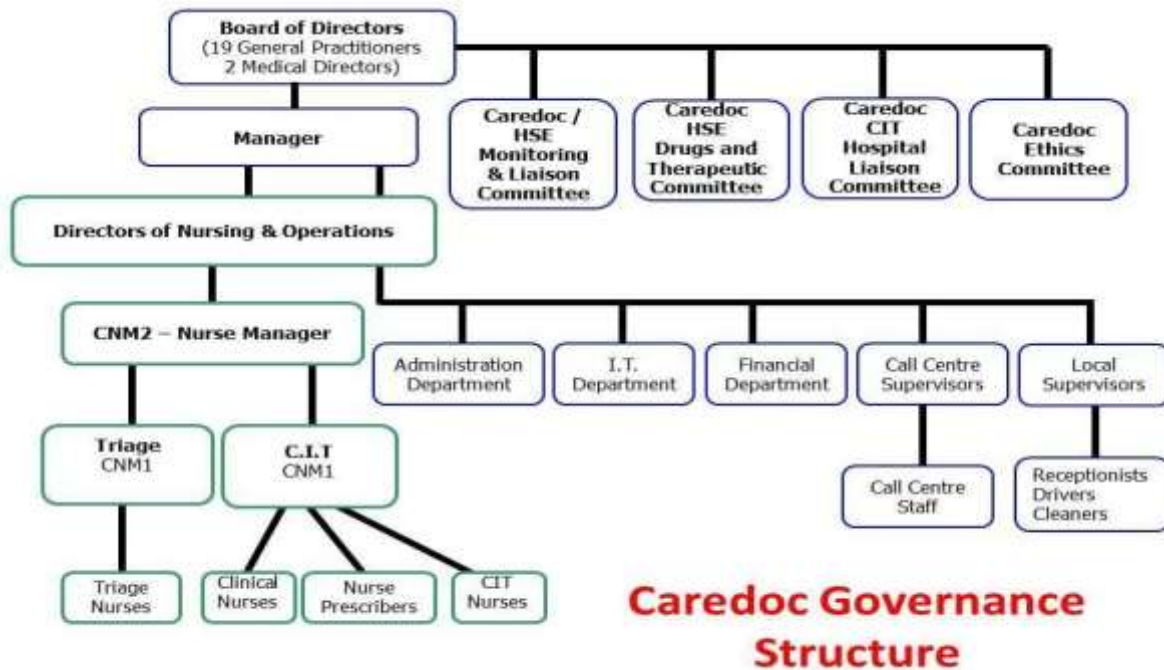 Board of Directors
(19 General Practitioners
2 Medical Directors)
Manager
Caredoc /
HSE
Monitoring
& Liaison
Committee
Caredoc
HSE
Drugs and
Therapeutic
Committee
Caredoc
CIT
Hospital
Liaison
Committee
Caredoc
Ethics
Committee
Directors of Nursing & Operations
CNM2 – Nurse Manager
Administration
Department
I.T.
Department
Financial
Department
Call Centre
Supervisors
Local
Supervisors
Triage
CNM1
C.I.T
CNM1
Call Centre
Staff
Receptionists
Drivers
Cleaners
Triage
Nurses
Clinical
Nurses
Nurse
Prescribers
CIT
Nurses
Caredoc Governance
Structure